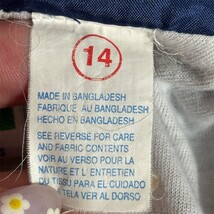 14
MADE IN BANGLADESH
FABRIQUE AU BANGLADESH
HECHO EN BANGLADESH
SEE REVERSE FOR CARE
AND FABRIC CONTENTS
VOIR AU VERSO POUR LA
NATURE ET L'ENTRETIEN
DU TISSU PARA EL CUIDADO
TELA VER AL DORSO